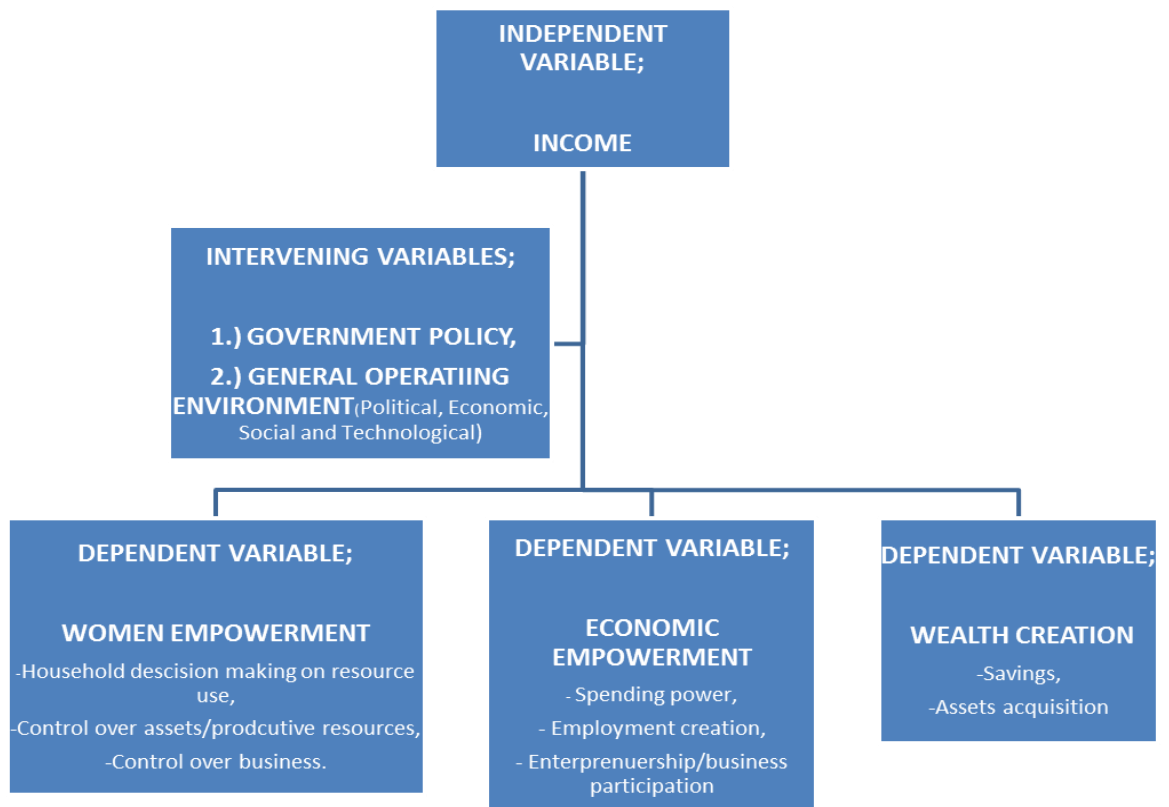 INDEPENDENT
VARIABLE;
INCOME
INTERVENING VARIABLES;
1.) GOVERNMENT POLICY,
2.) GENERAL OPERATIING
ENVIRONMENT(Political, Economic,
Social and Technological)
DEPENDENT VARIABLE;
WOMEN EMPOWERMENT
-Household descision making on resource
use,
-Control over assets/prodcutive resources,
-Control over business.
DEPENDENT VARIABLE;
ECONOMIC
EMPOWERMENT
- Spending power,
- Employment creation,
- Enterprenuership/business
participation
DEPENDENT VARIABLE;
WEALTH CREATION
-Savings,
-Assets acquisition